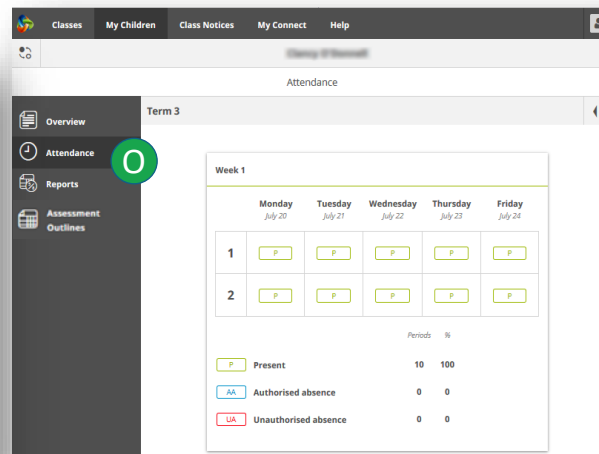 Classes My Children Class Notices My Connect Help
Attendance
Term 3
Overview
Attendance
O
Reports
Assessment
Outlines
Week 1
Monday Tuesday Wednesday Thursday Friday
July 20 July 21 July 22 July 23 July 24
1 P P P P P
2 P P P P P
Periods %
P Present 10 100
AA Authorised absence 0 0
UA Unauthorised absence 0 0